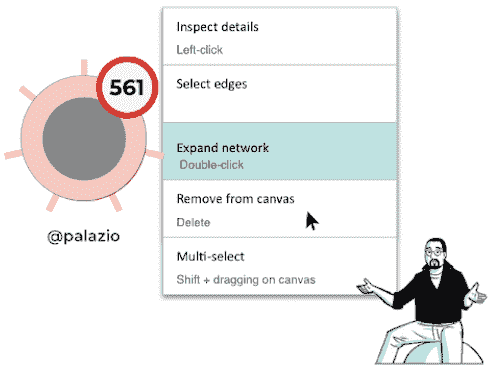 561
@palazio
Inspect details
Left-click
Select edges
Expand network
Double-click
Remove from canvas
Delete
Multi-select
Shift + dragging on canvas